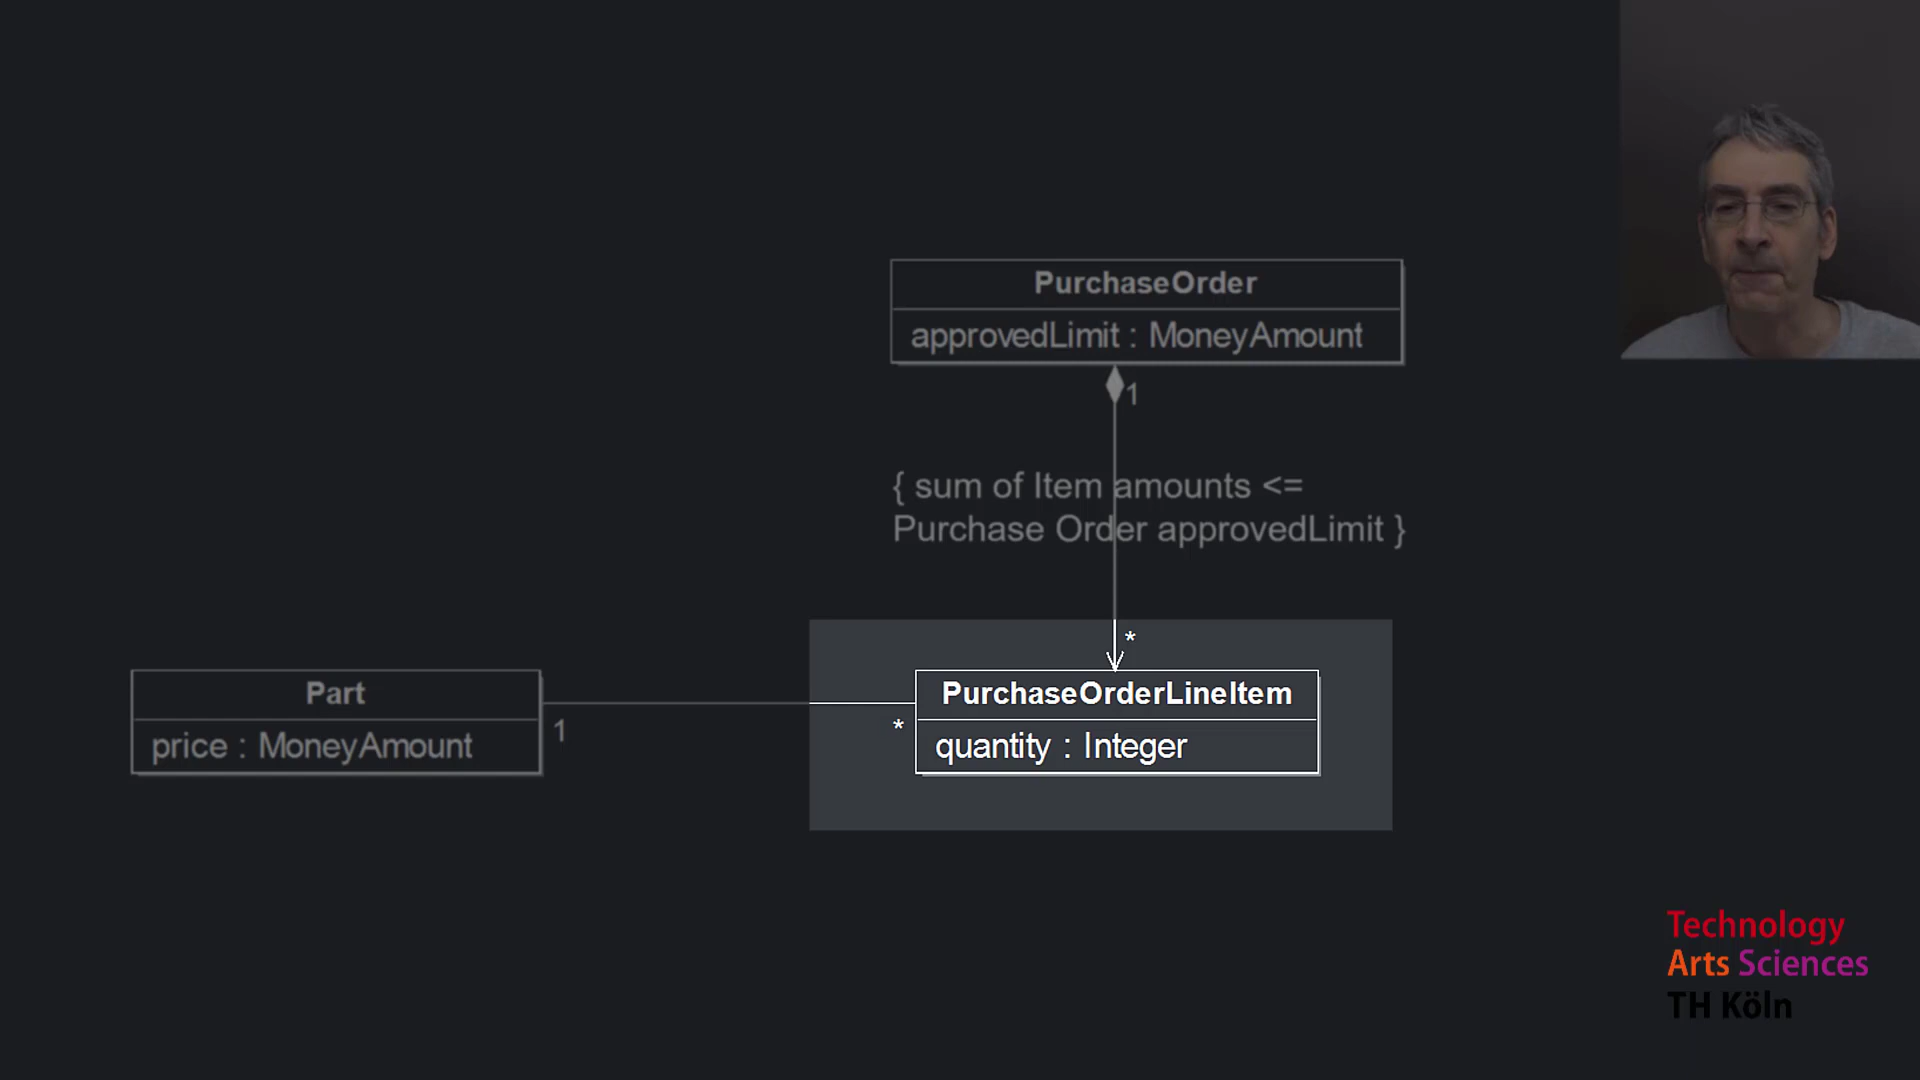 PurchaseOrder
approvedLimit : MoneyAmount
1
{ sum of Item amounts <=
Purchase Order approvedLimit }
*
Part
price : MoneyAmount
1
*
PurchaseOrderLineItem
quantity : Integer
Technology
Arts Sciences
TH Köln